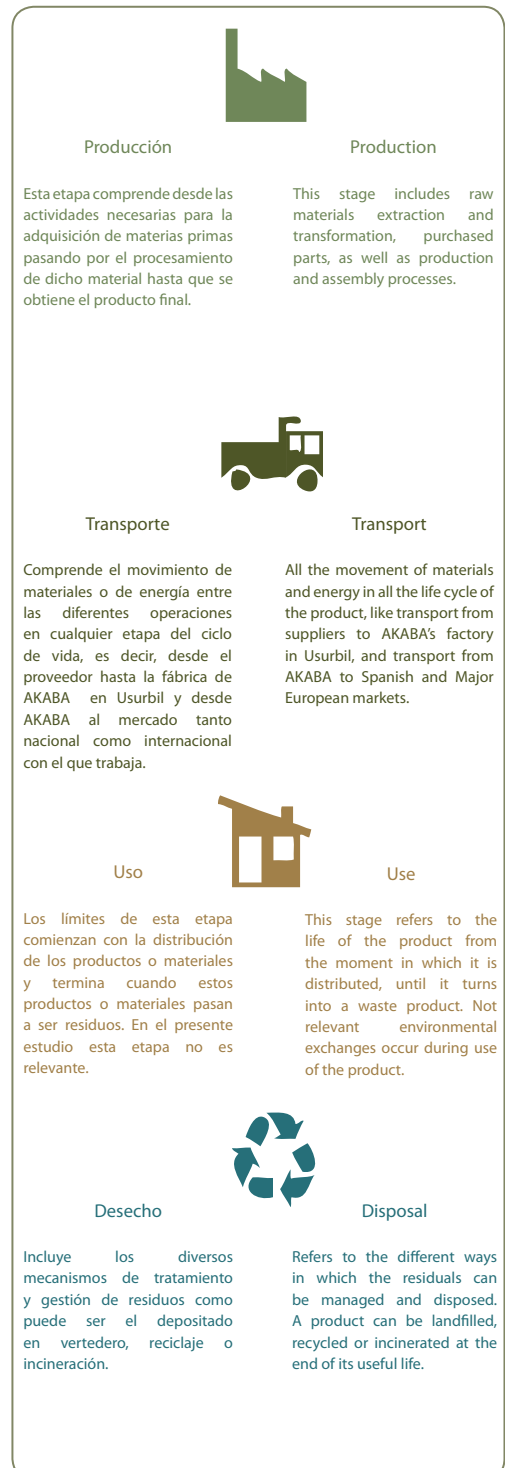 Producción
Esta etapa comprende desde las
actividades necesarias para la
adquisición de materias primas
pasando por el procesamiento
de dicho material hasta que se
obtiene el producto final.
Production
This stage includes raw
materials extraction and
transformation, purchased
parts, as well as production
and assembly processes.
Transporte
Comprende el movimiento de
materiales o de energía entre
las diferentes operaciones
en cualquier etapa del ciclo
de vida, es decir, desde el
proveedor hasta la fábrica de
AKABA en Usurbil y desde
AKABA al mercado tanto
nacional como internacional
con el que trabaja.
Transport
All the movement of materials
and energy in all the life cycle of
the product, like transport from
suppliers to AKABA's factory
in Usurbil, and transport from
AKABA to Spanish and Major
European markets.
Uso
Los límites de esta etapa
comienzan con la distribución
de los productos o materiales
y termina cuando estos
productos o materiales pasan
a ser residuos. En el presente
estudio esta etapa no es
relevante.
Use
This stage refers to the
life of the product from
the moment in which it is
distributed, until it turns
into a waste product. Not
relevant environmental
exchanges occur during use
of the product.
Desecho
Incluye los diversos
mecanismos de tratamiento
y gestión de residuos como
puede ser el depositado
en vertedero, reciclaje o
incineración.
Disposal
Refers to the different ways
in which the residuals can
be managed and disposed.
A product can be landfilled,
recycled or incinerated at the
end of its useful life.